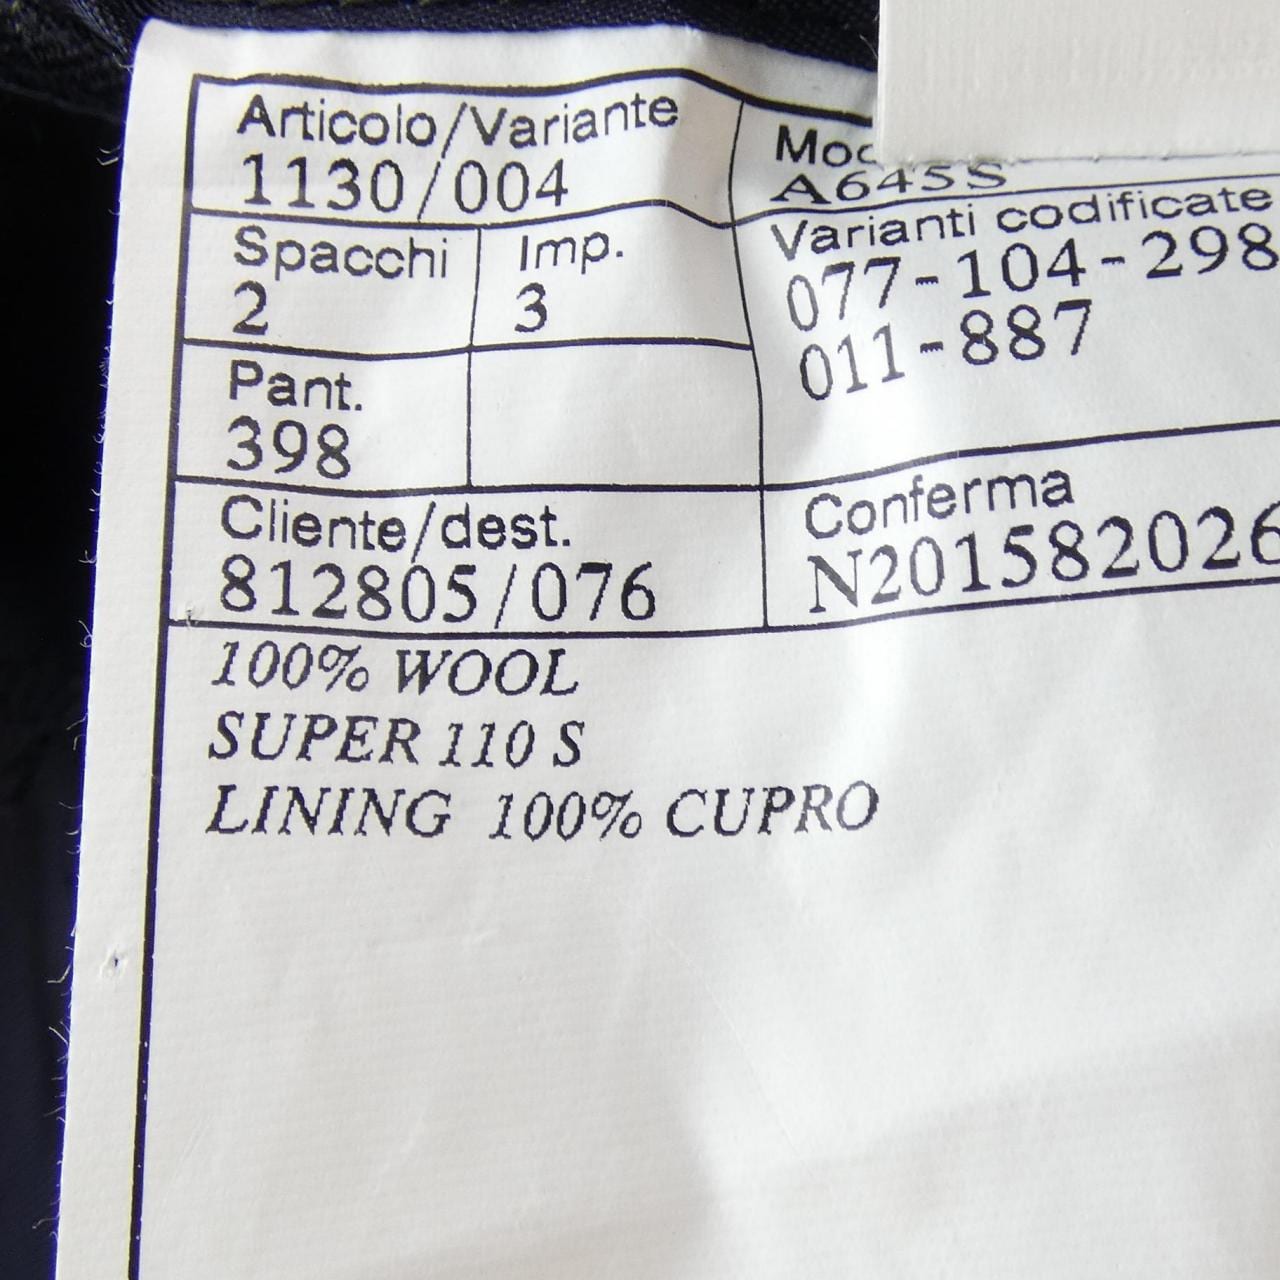 Articolo/Variante
1130/004
A645S
Spacchi
2
Imp.
3
Varianti codificate
077-104-298
011-887
Pant.
398
Cliente/dest.
812805/076
Conferma
N201582026
100% WOOL
SUPER 110 S
LINING 100% CUPRO